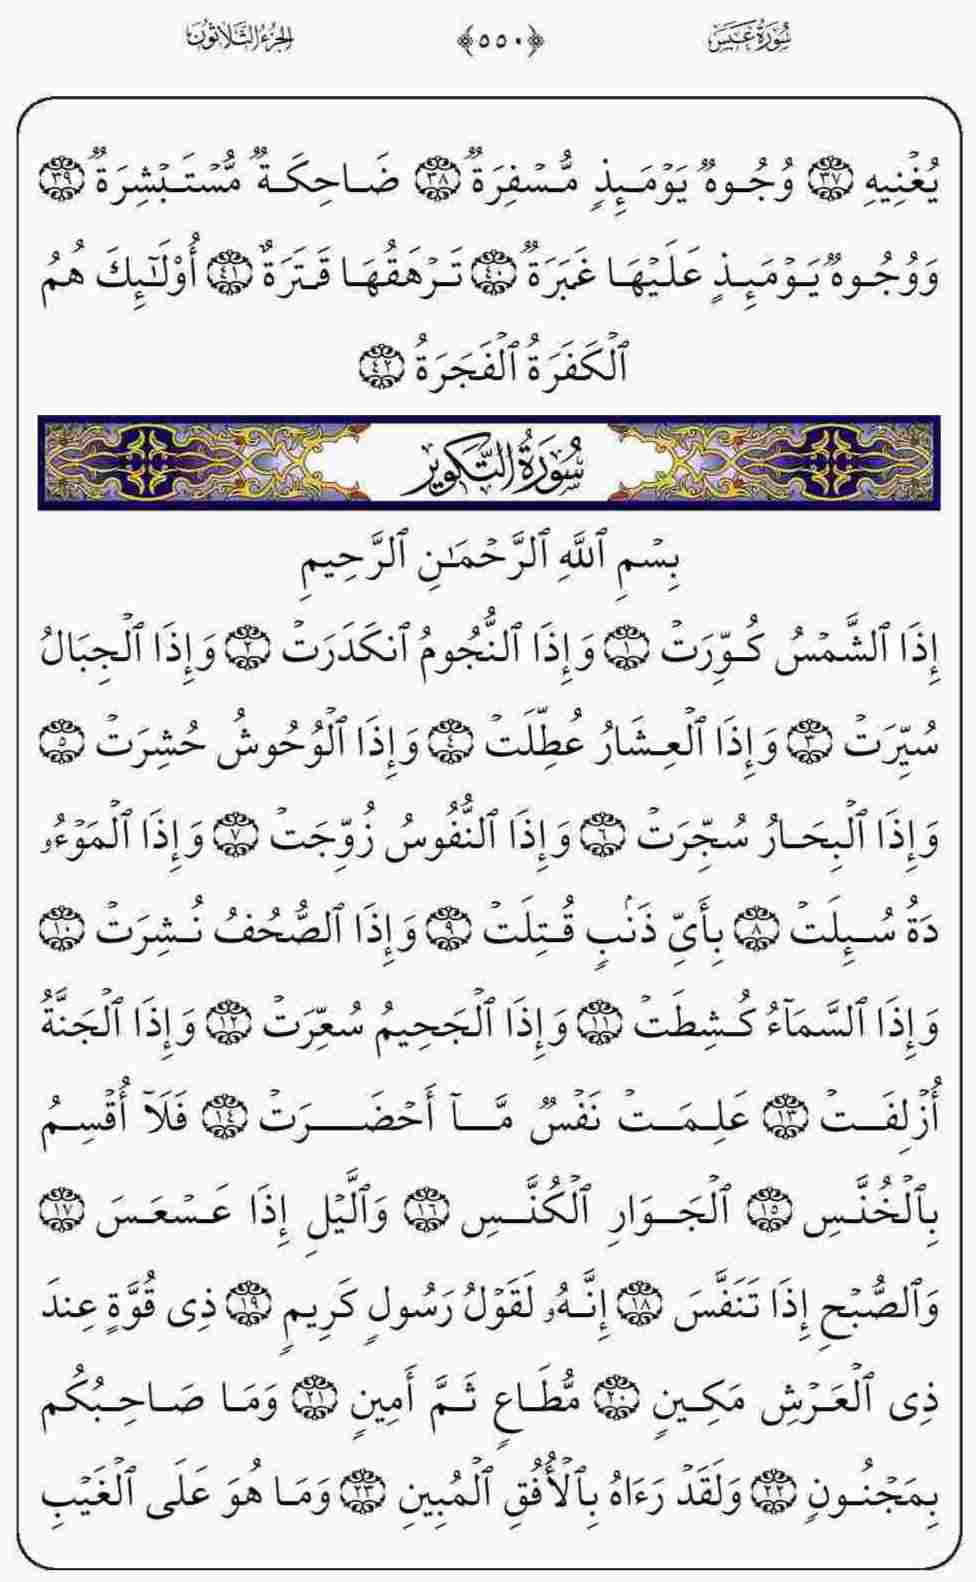 سُورَةُ عَبَسَ ﴿٥٥٠﴾ الجُزءُ الثَّلَاثُونَ
يُغْنِيهِ ٣٧ وُجُوهٌ يَوْمَئِذٍ مُّسْفِرَةٌ ٣٨ ضَاحِكَةٌ مُّسْتَبْشِرَةٌ ٣٩
وَوُجُوهٌ يَوْمَئِذٍ عَلَيْهَا غَبَرَةٌ ٤٠ تَرْهَقُهَا قَتَرَةٌ ٤١ أُوْلَٰٓئِكَ هُمُ
ٱلْكَفَرَةُ ٱلْفَجَرَةُ ٤٢
سُورَةُ التَّكوير
بِسْمِ ٱللَّهِ ٱلرَّحْمَٰنِ ٱلرَّحِيمِ
إِذَا ٱلشَّمْسُ كُوِّرَتْ ١ وَإِذَا ٱلنُّجُومُ ٱنكَدَرَتْ ٢ وَإِذَا ٱلْجِبَالُ
سُيِّرَتْ ٣ وَإِذَا ٱلْعِشَارُ عُطِّلَتْ ٤ وَإِذَا ٱلْوُحُوشُ حُشِرَتْ ٥
وَإِذَا ٱلْبِحَارُ سُجِّرَتْ ٦ وَإِذَا ٱلنُّفُوسُ زُوِّجَتْ ٧ وَإِذَا ٱلْمَوْءُۥ
دَةُ سُئِلَتْ ٨ بِأَىِّ ذَنۢبٍ قُتِلَتْ ٩ وَإِذَا ٱلصُّحُفُ نُشِرَتْ ١٠
وَإِذَا ٱلسَّمَآءُ كُشِطَتْ ١١ وَإِذَا ٱلْجَحِيمُ سُعِّرَتْ ١٢ وَإِذَا ٱلْجَنَّةُ
أُزْلِفَتْ ١٣ عَلِمَتْ نَفْسٌ مَّآ أَحْضَرَتْ ١٤ فَلَآ أُقْسِمُ
بِٱلْخُنَّسِ ١٥ ٱلْجَوَارِ ٱلْكُنَّسِ ١٦ وَٱلَّيْلِ إِذَا عَسْعَسَ ١٧
وَٱلصُّبْحِ إِذَا تَنَفَّسَ ١٨ إِنَّهُۥ لَقَوْلُ رَسُولٍ كَرِيمٍ ١٩ ذِى قُوَّةٍ عِندَ
ذِى ٱلْعَرْشِ مَكِينٍ ٢٠ مُّطَاعٍ ثَمَّ أَمِينٍ ٢١ وَمَا صَاحِبُكُم
بِمَجْنُونٍ ٢٢ وَلَقَدْ رَءَاهُ بِٱلْأُفُقِ ٱلْمُبِينِ ٢٣ وَمَا هُوَ عَلَى ٱلْغَيْبِ